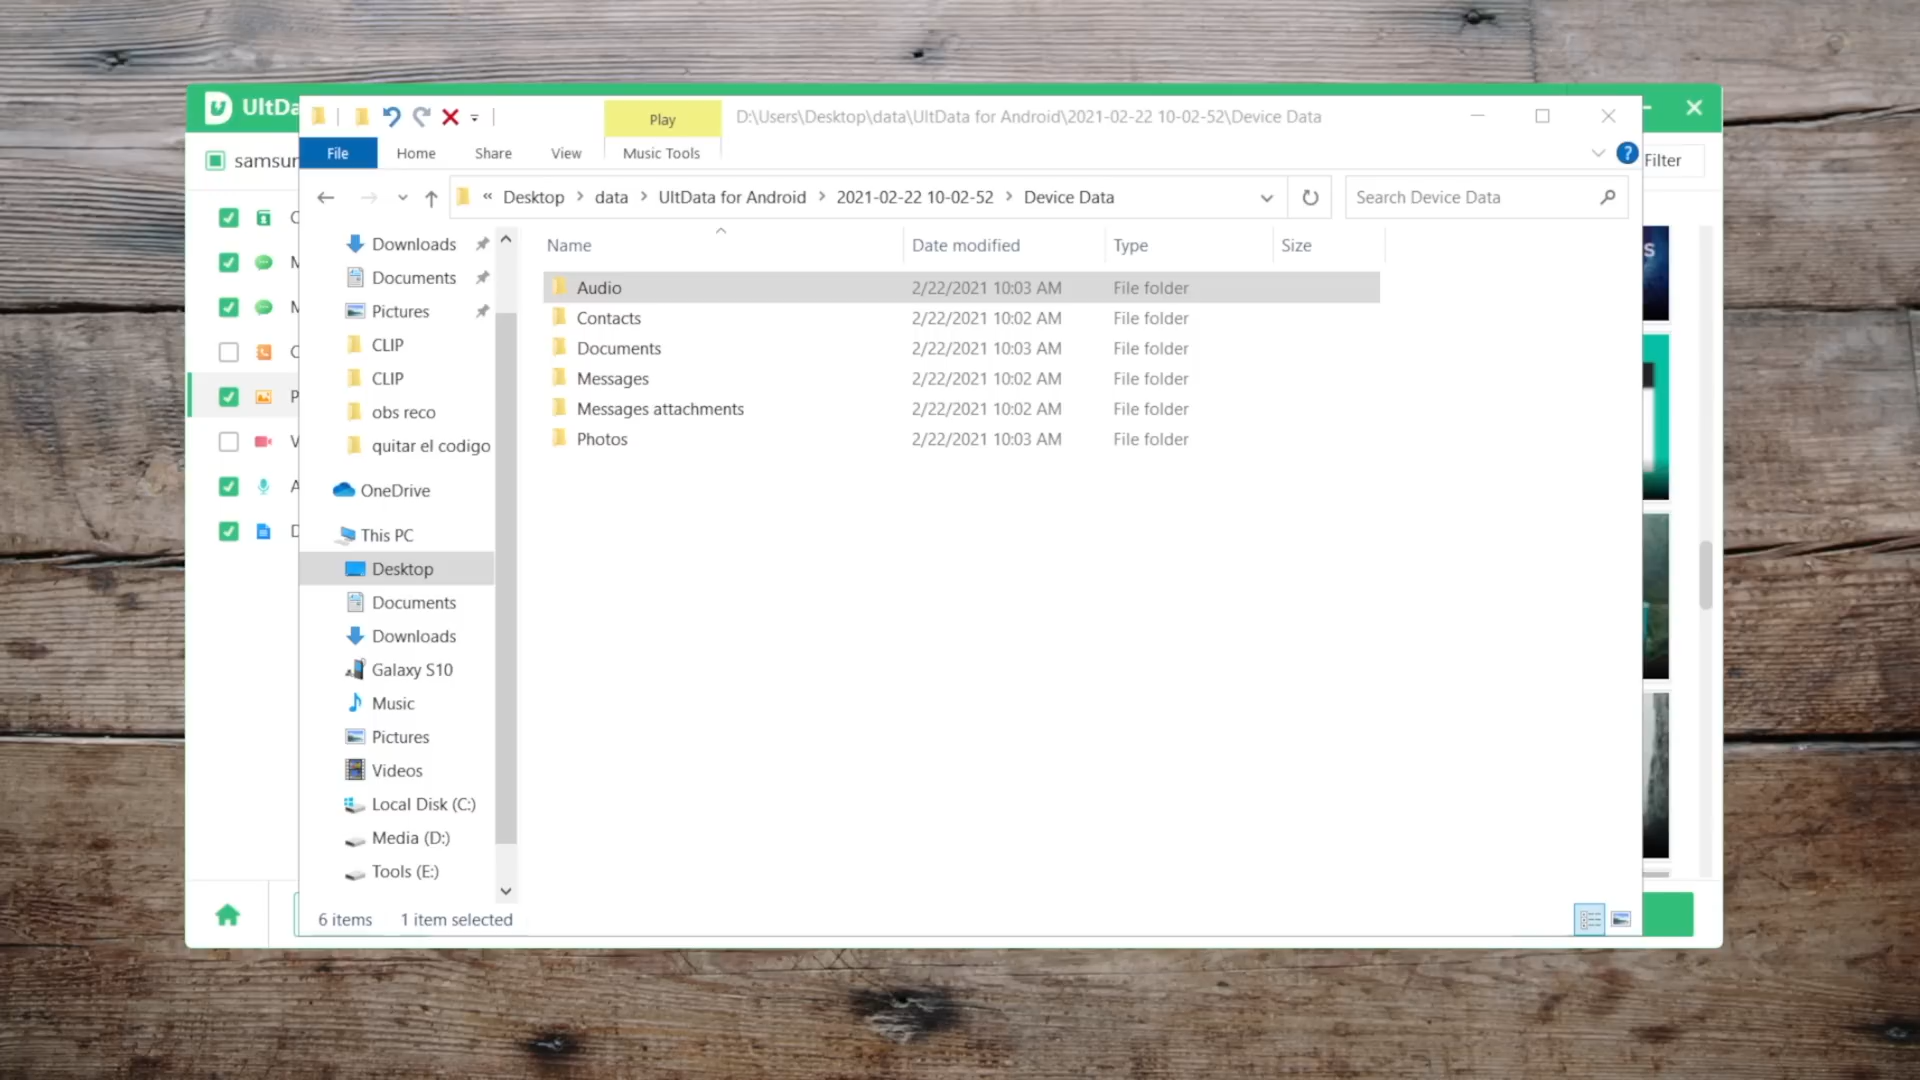 UltDa
Play
D:\Users\Desktop\data\UltData for Android\2021-02-22 10-02-52\Device Data
samsun
File
Home
Share
View
Music Tools
Filter
« Desktop > data > UltData for Android > 2021-02-22 10-02-52 > Device Data
Search Device Data
Downloads
Documents
Pictures
CLIP
CLIP
obs reco
quitar el codigo
OneDrive
This PC
Desktop
Documents
Downloads
Galaxy S10
Music
Pictures
Videos
Local Disk (C:)
Media (D:)
Tools (E:)
Name Date modified Type Size
Audio 2/22/2021 10:03 AM File folder
Contacts 2/22/2021 10:02 AM File folder
Documents 2/22/2021 10:03 AM File folder
Messages 2/22/2021 10:02 AM File folder
Messages attachments 2/22/2021 10:02 AM File folder
Photos 2/22/2021 10:03 AM File folder
6 items 1 item selected